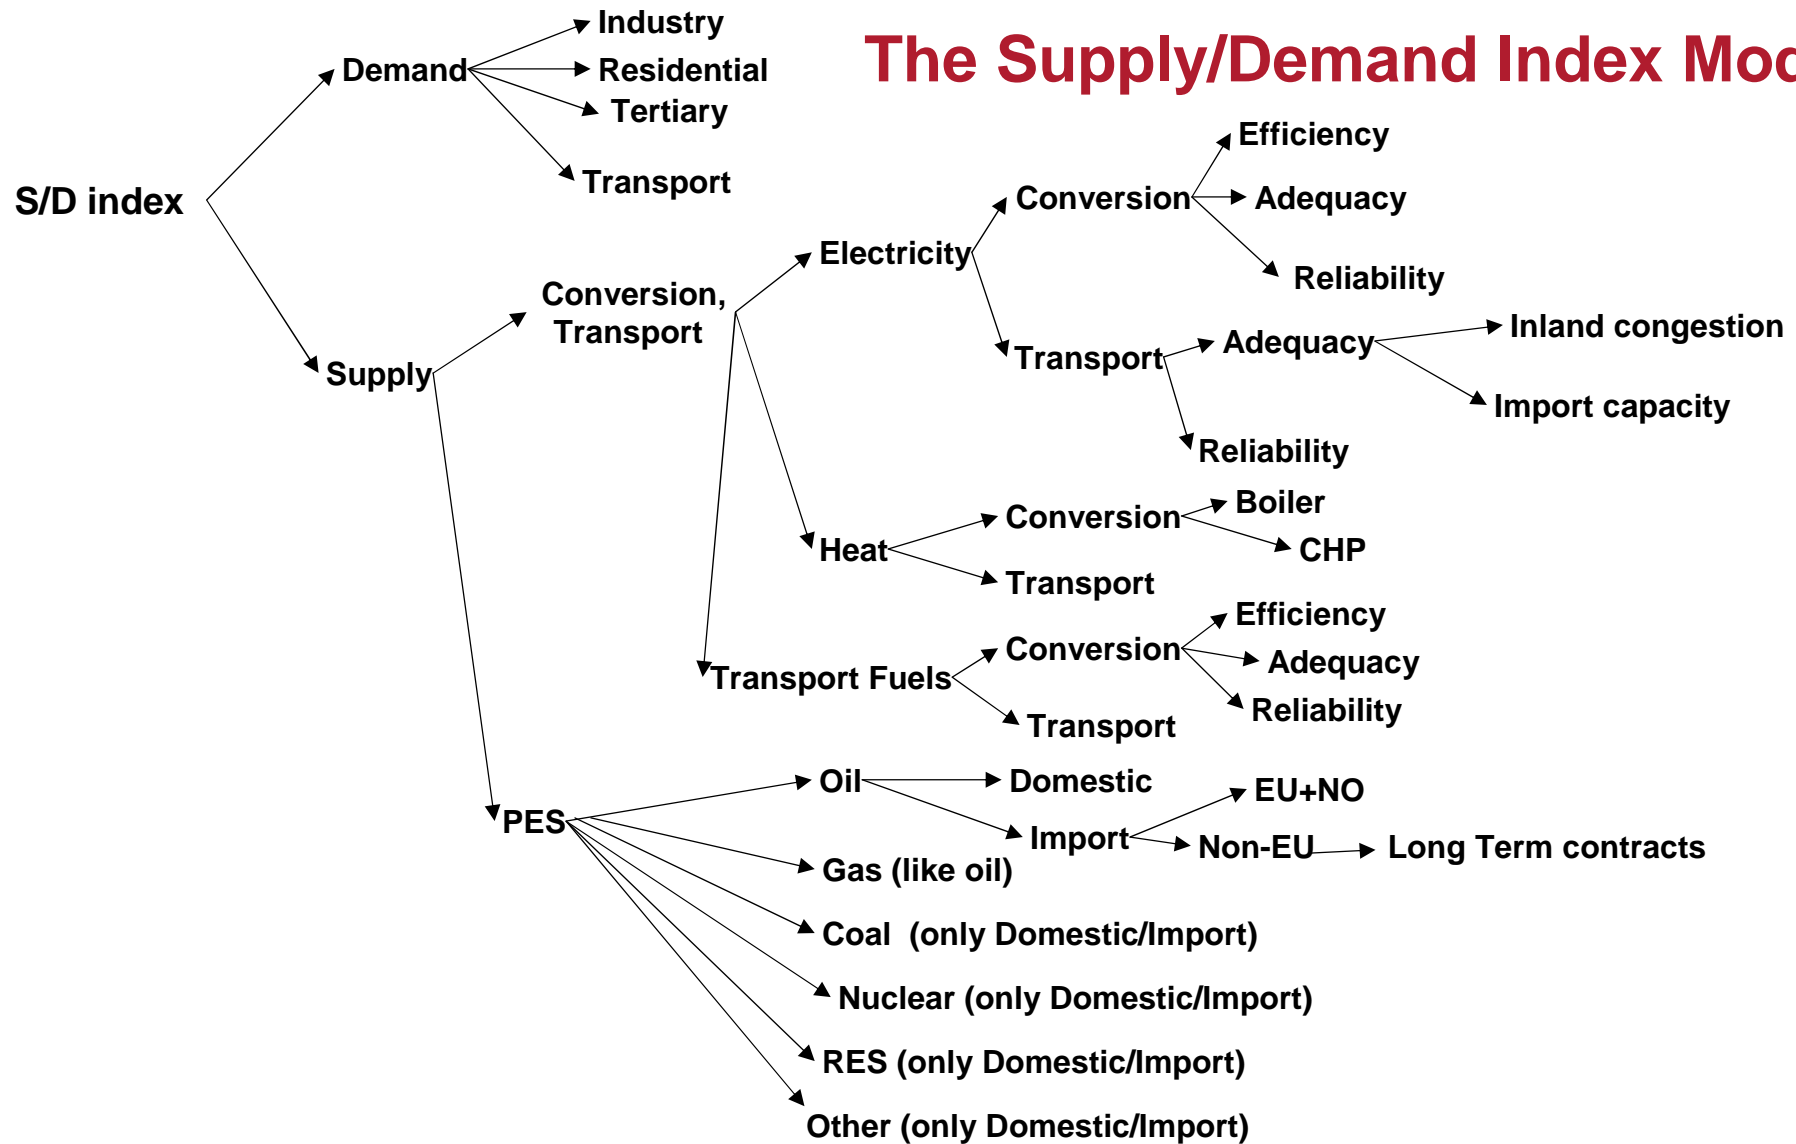 The Supply/Demand Index
Industry
Demand
Residential
Tertiary
Transport
S/D index
Efficiency
Conversion
Adequacy
Electricity
Reliability
Conversion,
Transport
Inland congestion
Transport
Adequacy
Supply
Import capacity
Reliability
Boiler
Conversion
CHP
Heat
Transport
Efficiency
Conversion
Adequacy
Transport Fuels
Reliability
Transport
Oil
Domestic
EU+NO
PES
Import
Non-EU
Long Term contracts
Gas (like oil)
Coal (only Domestic/Import)
Nuclear (only Domestic/Import)
RES (only Domestic/Import)
Other (only Domestic/Import)